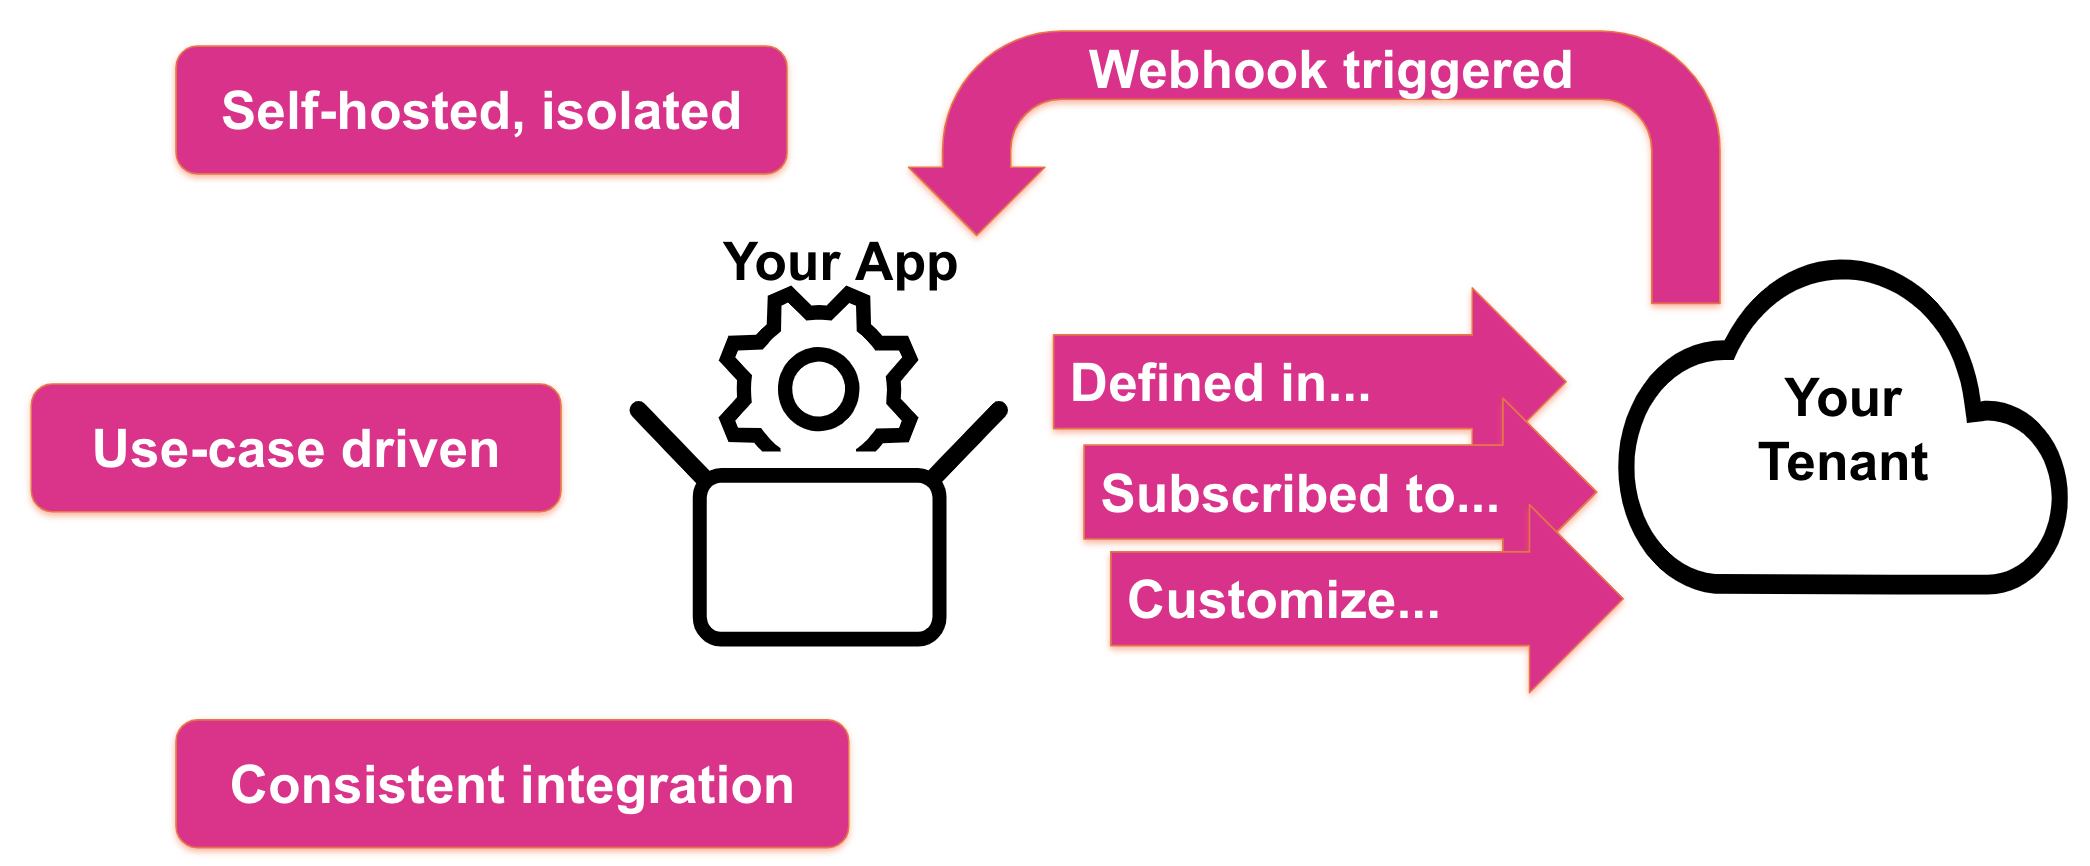 Webhook triggered
Self-hosted, isolated
Your App
Defined in...
Your
Tenant
Use-case driven
Subscribed to...
Customize...
Consistent integration